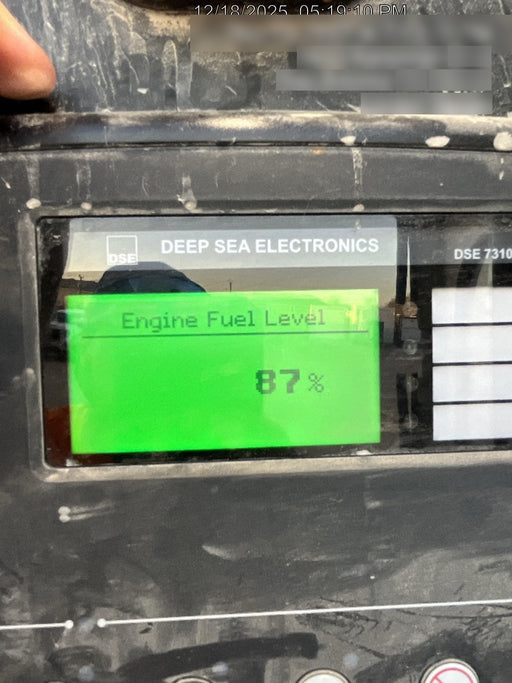 12/18/2025 05:19:10 PM
DSE
DEEP SEA ELECTRONICS
DSE 7310
Engine Fuel Level
87%